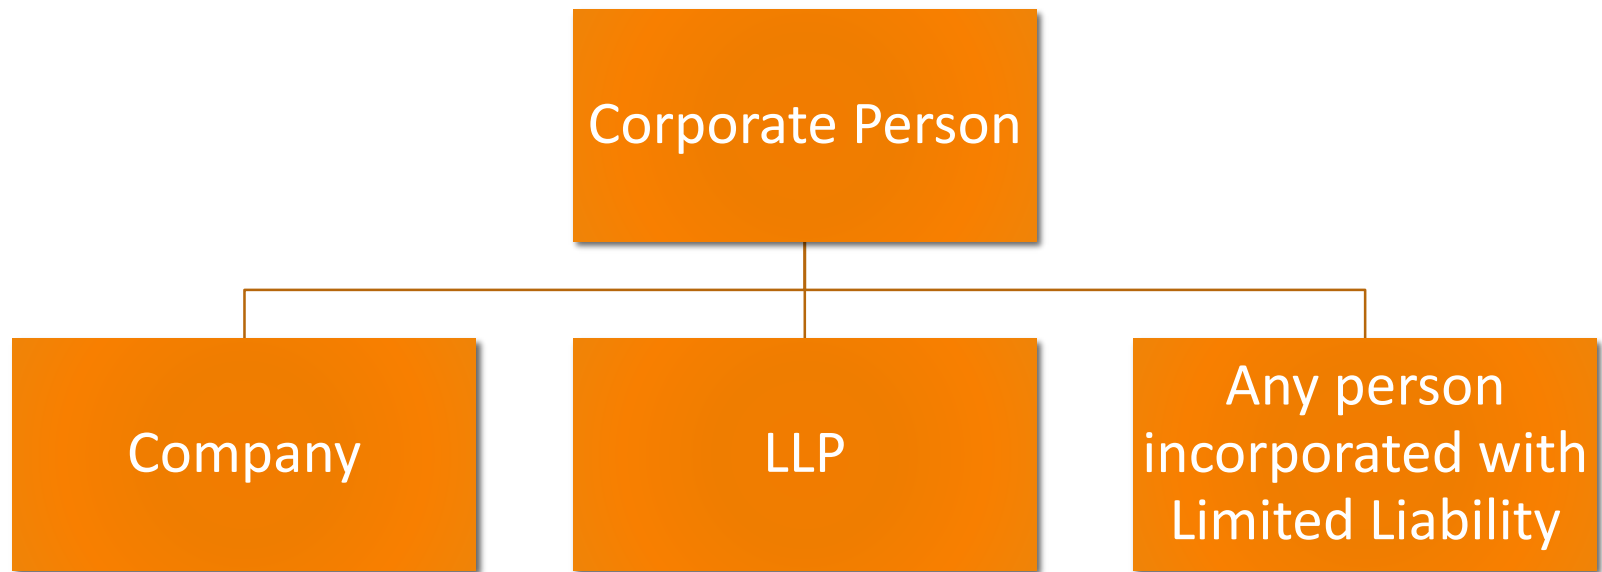 Corporate Person
Company
LLP
Any person
incorporated with
Limited Liability